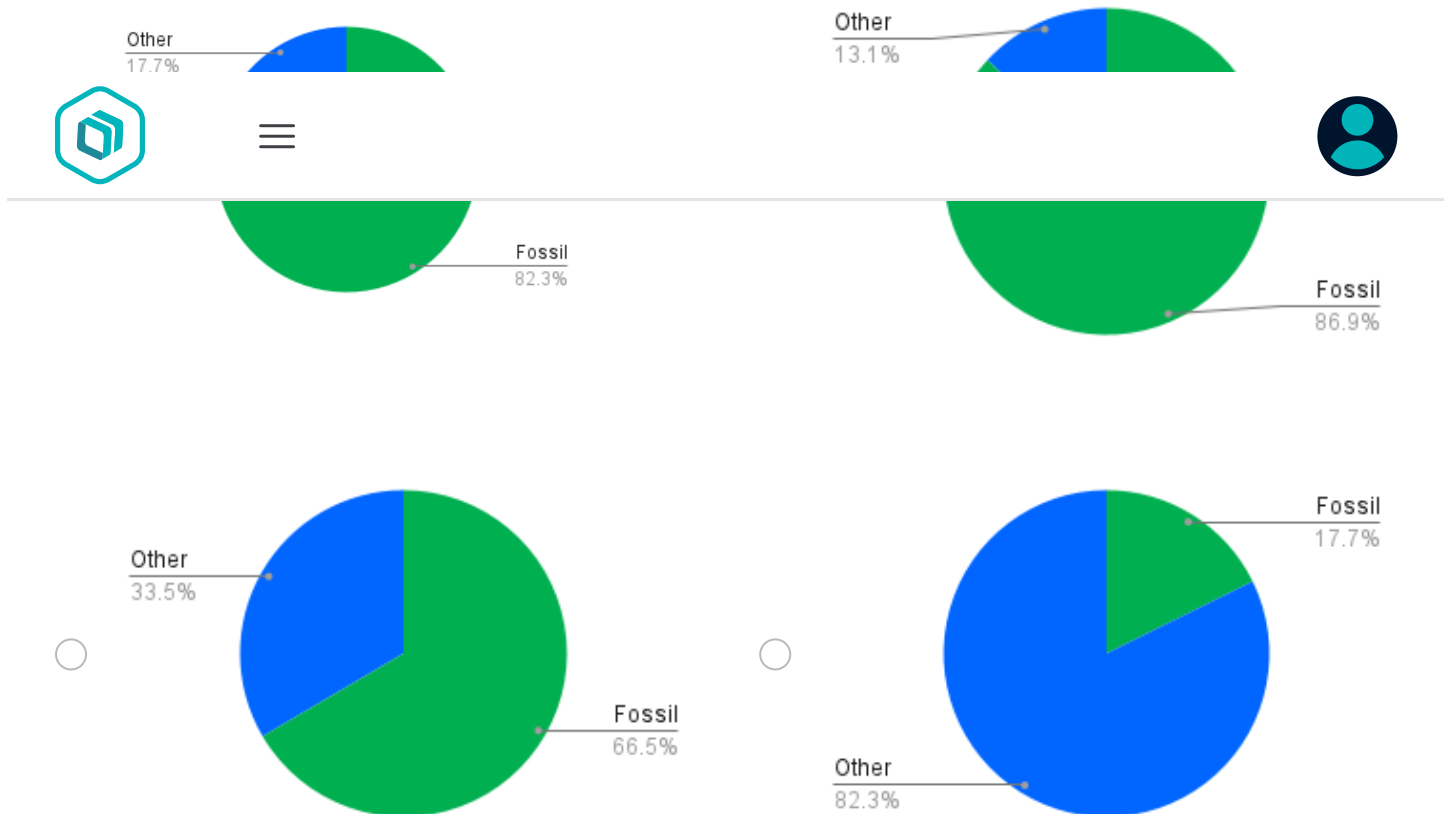 Other
17.7%
Other
13.1%
Fossil
82.3%
Fossil
86.9%
Other
33.5%
Fossil
66.5%
Fossil
17.7%
Other
82.3%